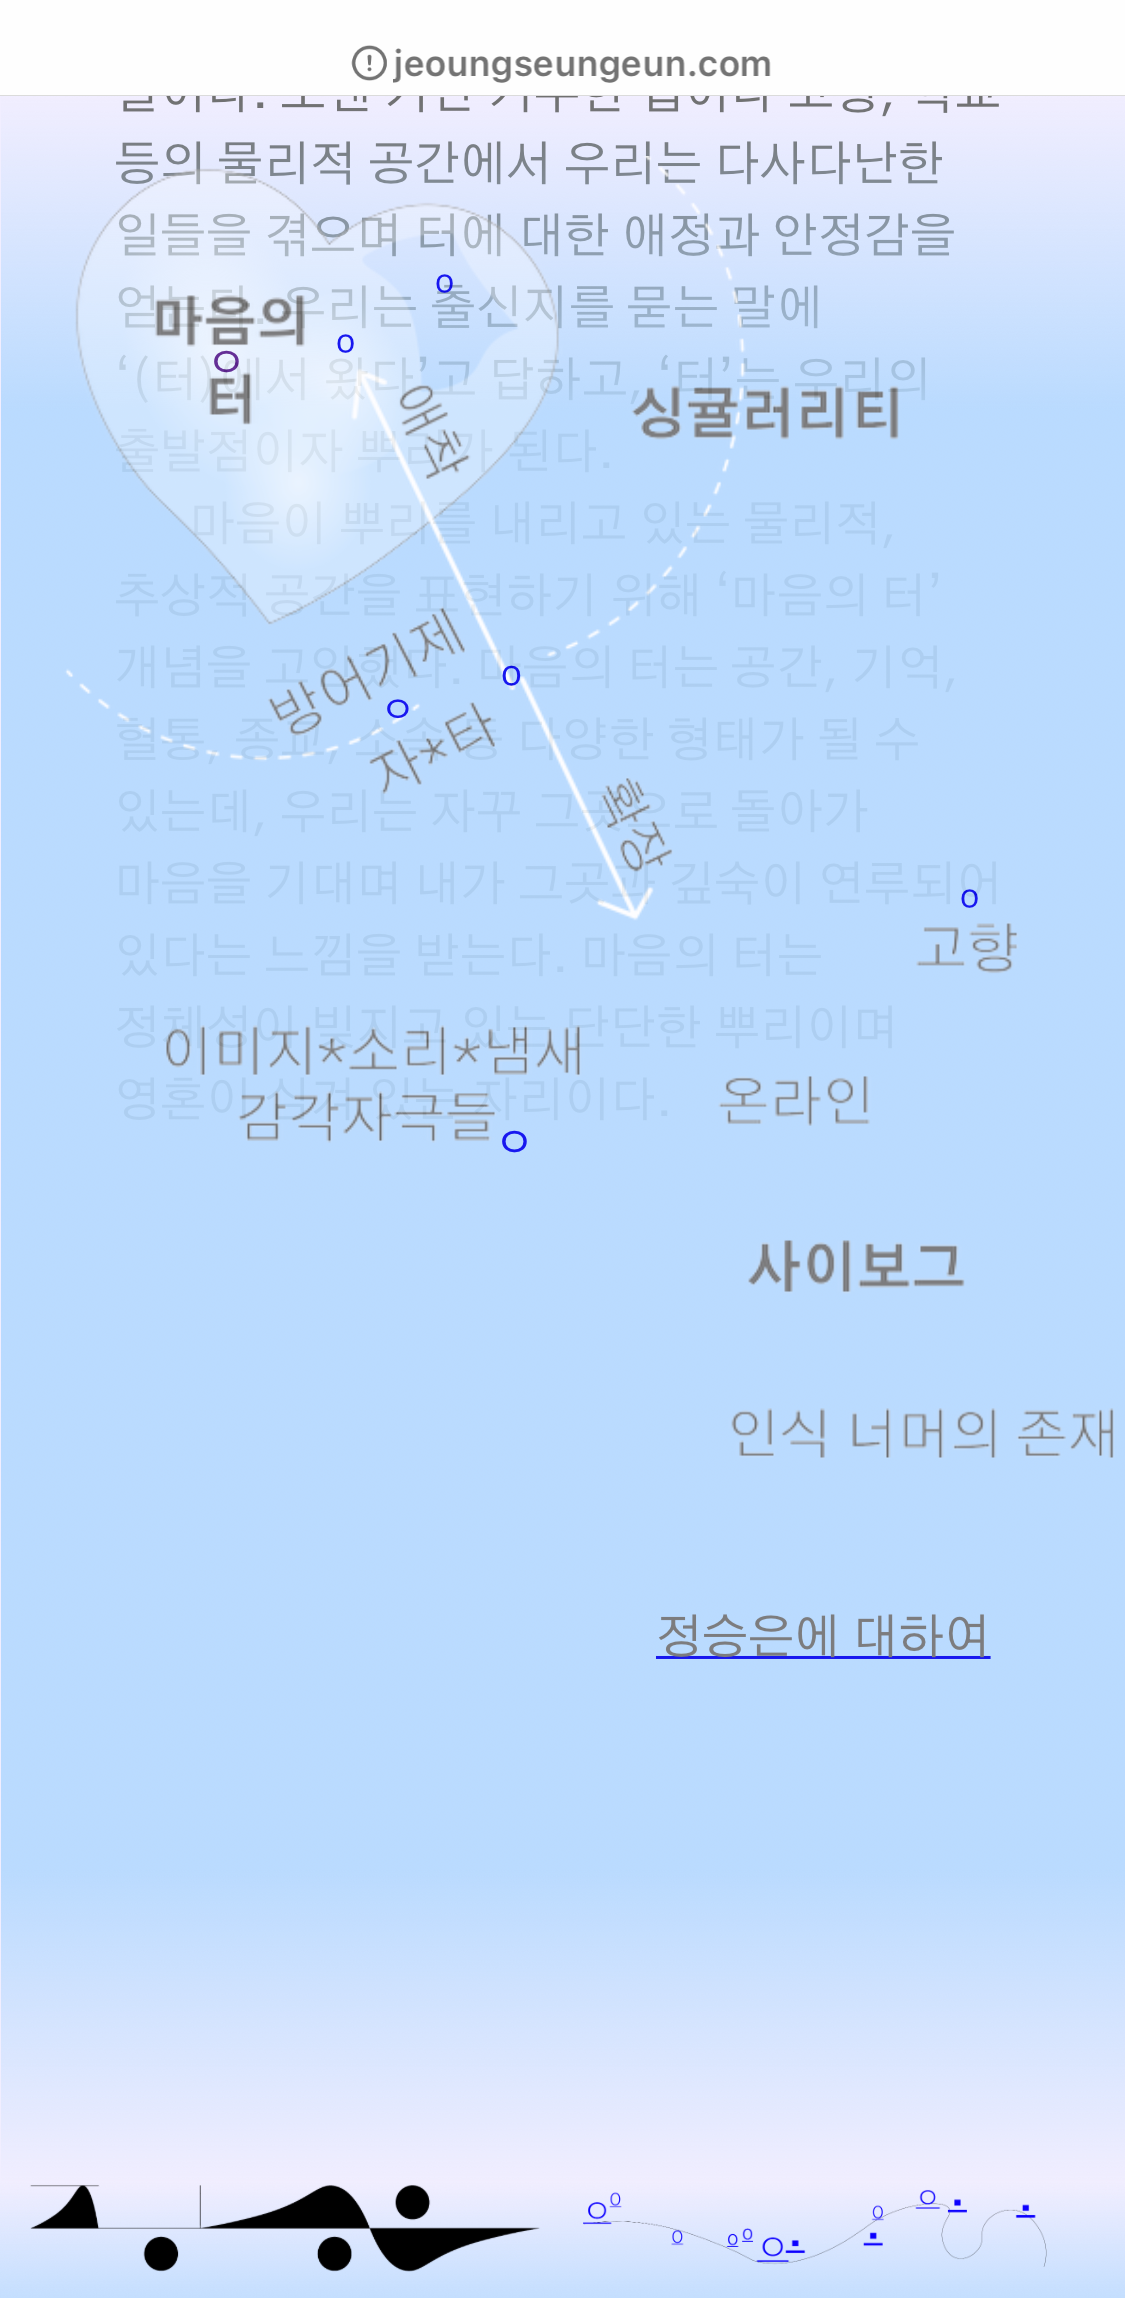 jeoungseungeun.com
등의 물리적 공간에서 우리는 다사다난한
일들을 겪으며 터에 대한 애정과 안정감을
얻는다. 우리는 출신지를 묻는 말에
‘(터)에서 왔다’고 답하고, ‘터’는 우리의
출발점이자 뿌리가 된다.
마음이 뿌리를 내리고 있는 물리적,
추상적 공간을 표현하기 위해 ‘마음의 터’
개념을 고안했다. 마음의 터는 공간, 기억,
혈통, 종교, 소속 등 다양한 형태가 될 수
있는데, 우리는 자꾸 그곳으로 돌아가
마음을 기대며 내가 그곳과 깊숙이 연루되어
있다는 느낌을 받는다. 마음의 터는
정체성이 빚지고 있는 단단한 뿌리이며
영혼이 심겨 있는 자리이다.
마음의
터
싱귤러리티
애착
방어기제
자*타
확장
고향
이미지*소리*냄새
감각자극들
온라인
사이보그
인식 너머의 존재
정승은에 대하여